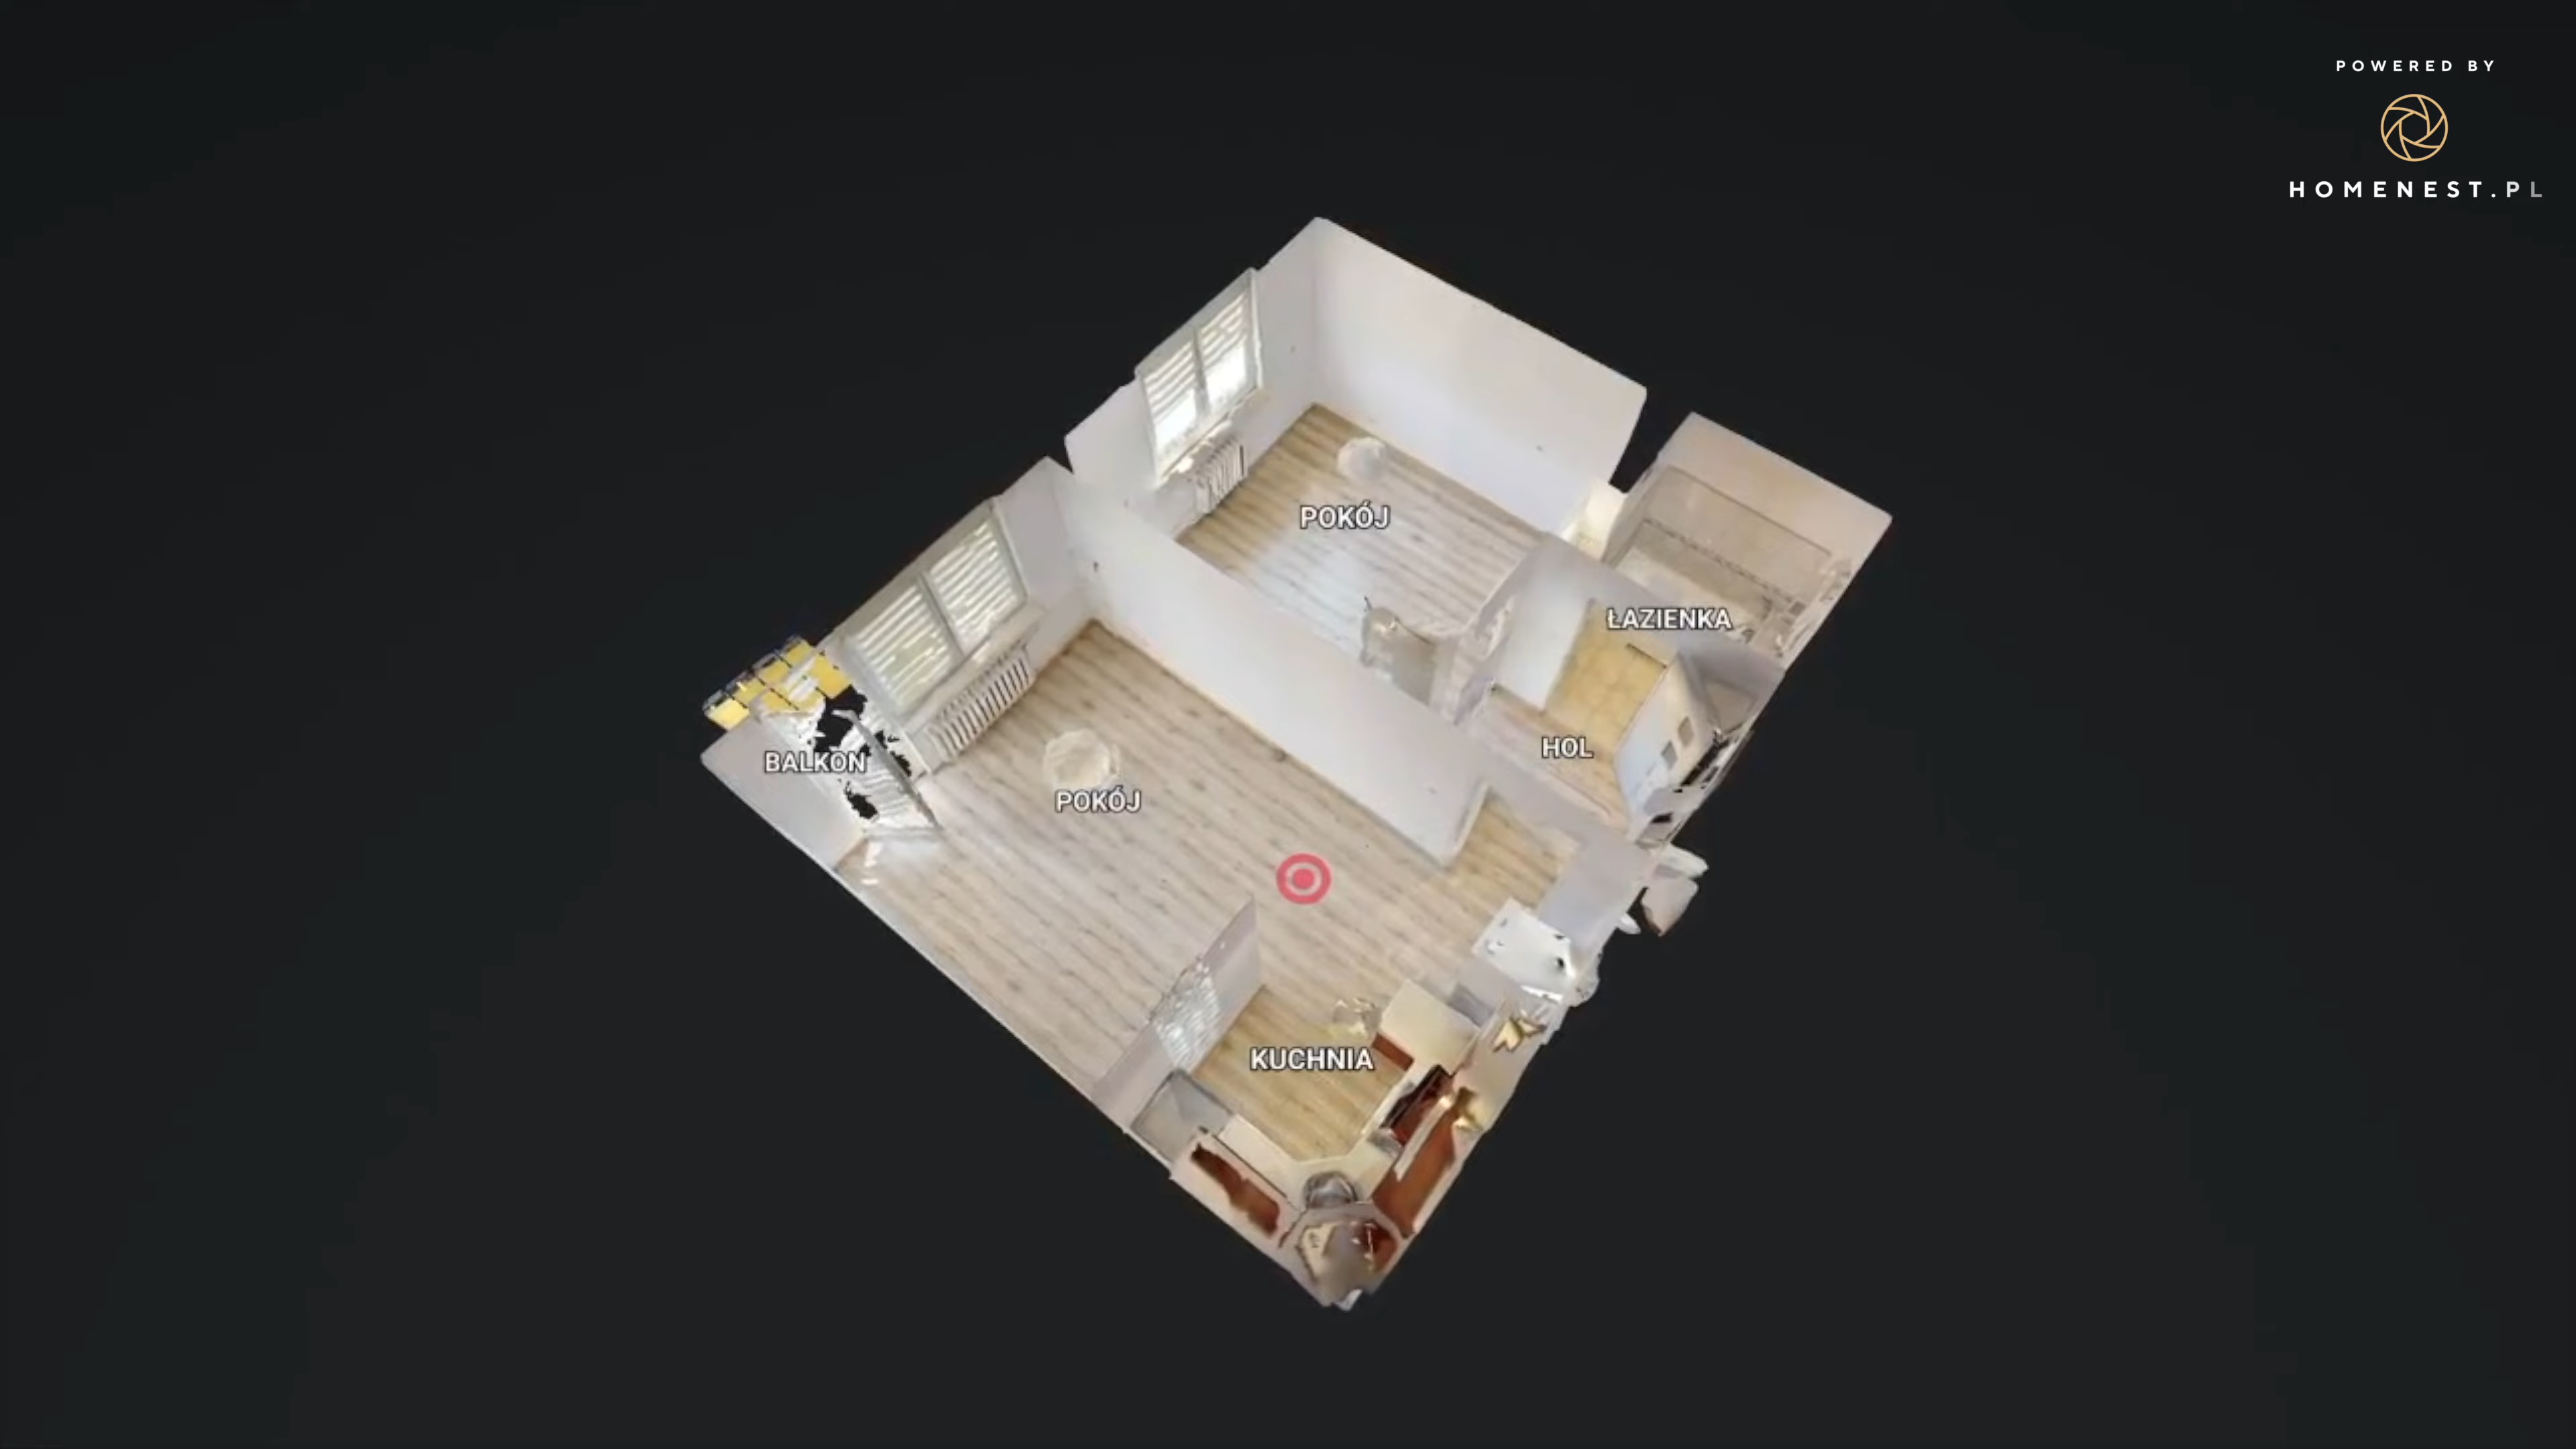 POWERED BY
HOMENEST.PL
POKÓJ
ŁAZIENKA
HOL
BALKON
POKÓJ
KUCHNIA